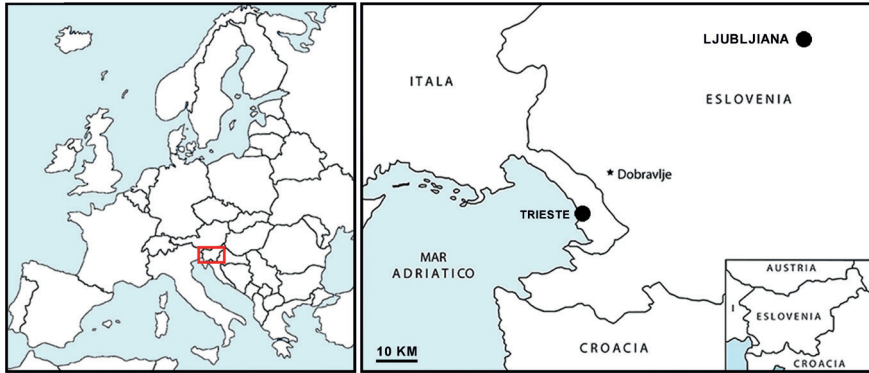 LJUBLJIANA
ITALA
ESLOVENIA
Dobravlje
TRIESTE
MAR
ADRIATICO
10 KM
CROACIA
AUSTRIA
I
ESLOVENIA
CROACIA